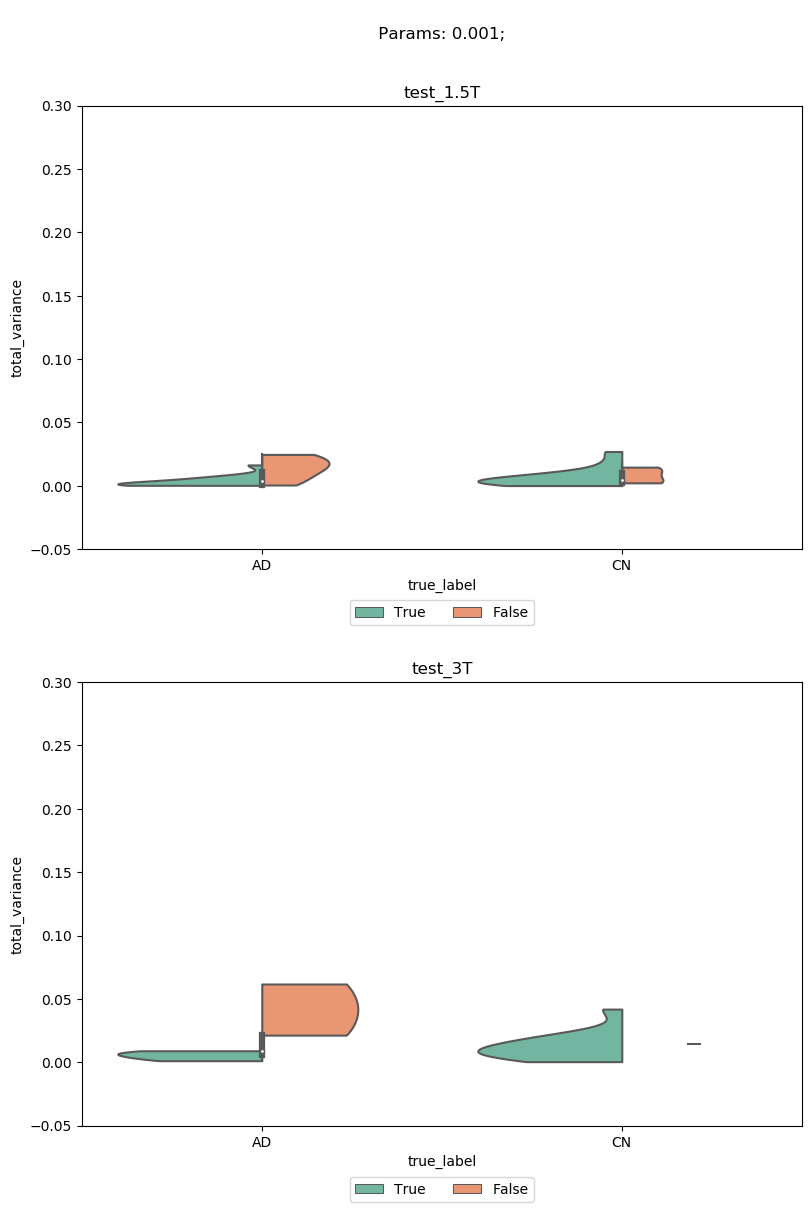 Params: 0.001;
test_1.5T
0.30
0.25
0.20
0.15
0.10
0.05
0.00
−0.05
total_variance
AD CN
true_label
True False
test_3T
0.30
0.25
0.20
0.15
0.10
0.05
0.00
−0.05
total_variance
AD CN
true_label
True False